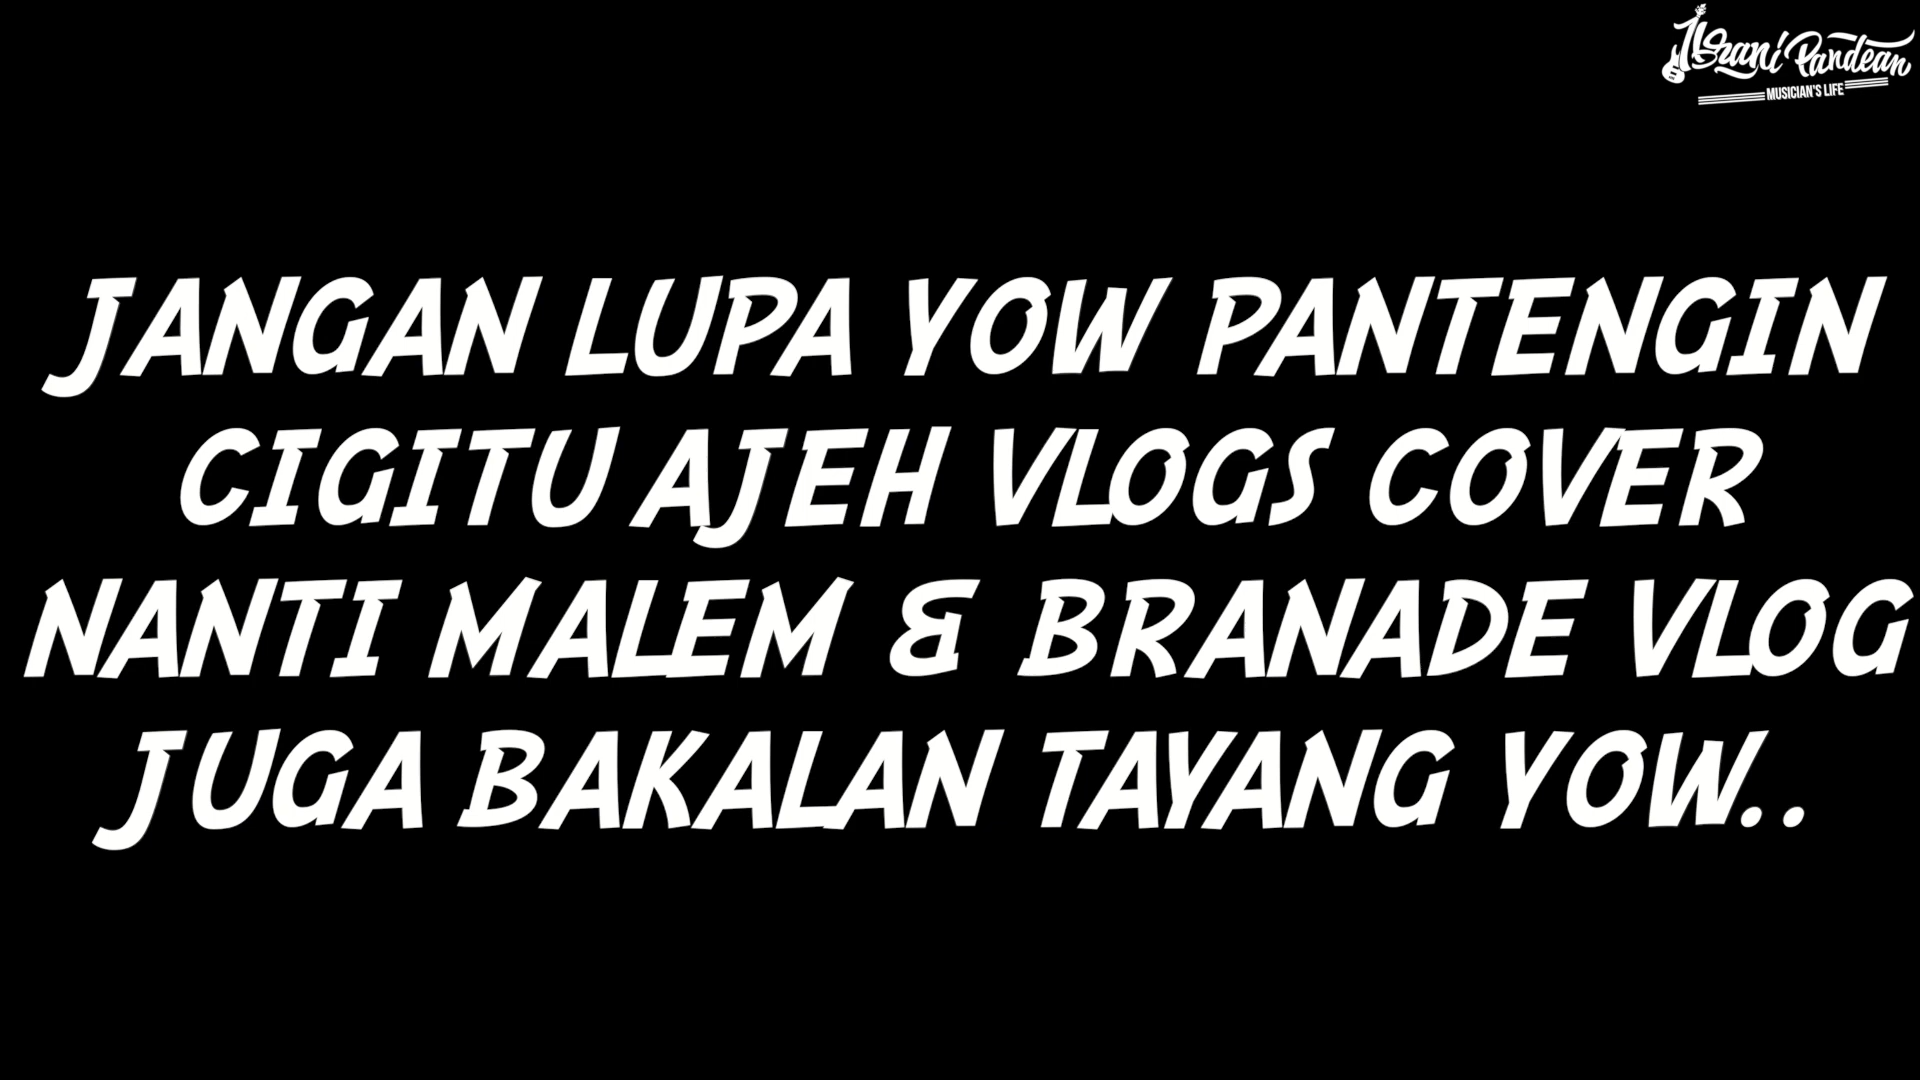 Israni Pandean
MUSICIAN'S LIFE
JANGAN LUPA YOW PANTENGIN
CIGITU AJEH VLOGS COVER
NANTI MALEM & BRANADE VLOG
JUGA BAKALAN TAYANG YOW..